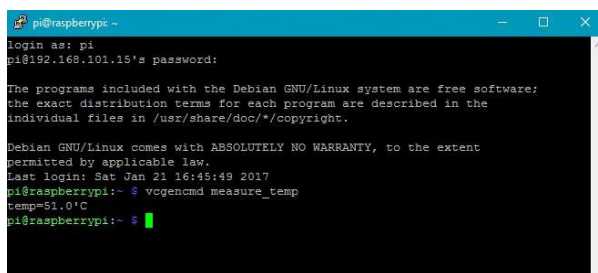 pi@raspberrypi: ~
login as: pi
pi@192.168.101.15's password:
The programs included with the Debian GNU/Linux system are free software;
the exact distribution terms for each program are described in the
individual files in /usr/share/doc/*/copyright.
Debian GNU/Linux comes with ABSOLUTELY NO WARRANTY, to the extent
permitted by applicable law.
Last login: Sat Jan 21 16:45:49 2017
pi@raspberrypi:~ $ vcgencmd measure_temp
temp=51.0'C
pi@raspberrypi:~ $